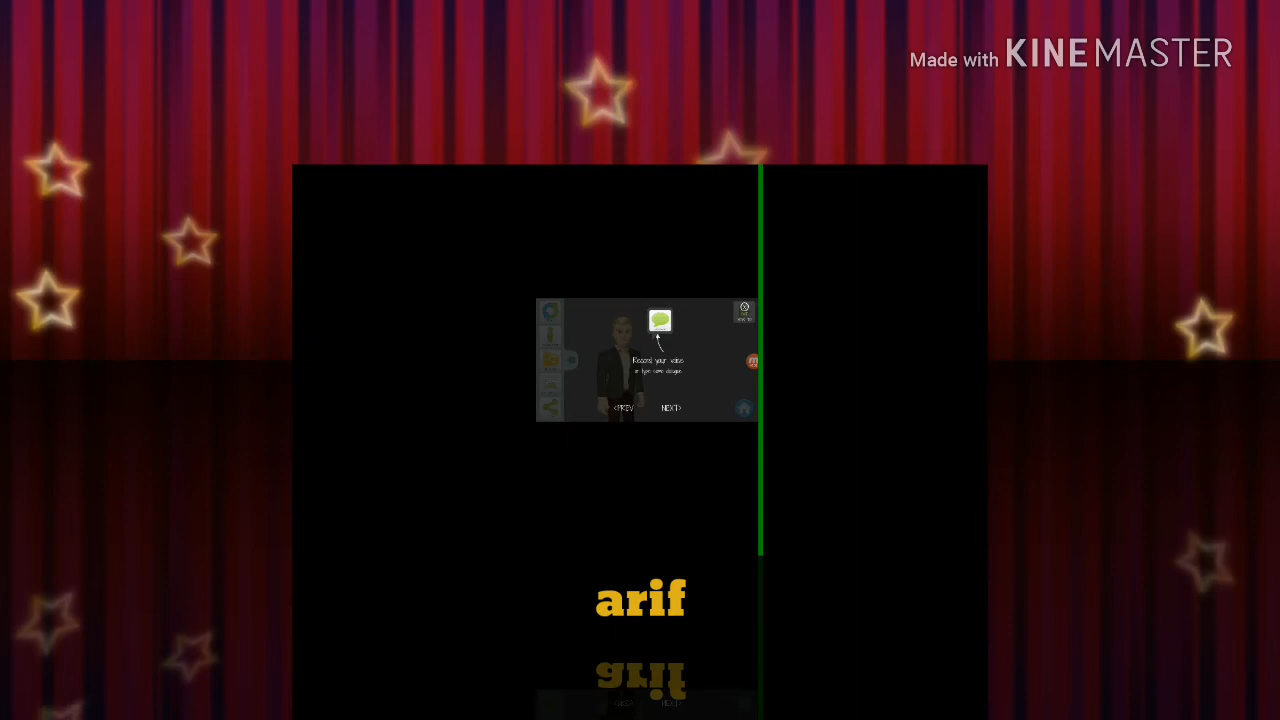 Made with KINEMASTER
Record your voice
or type some dialogue
<PREV NEXT>
arif